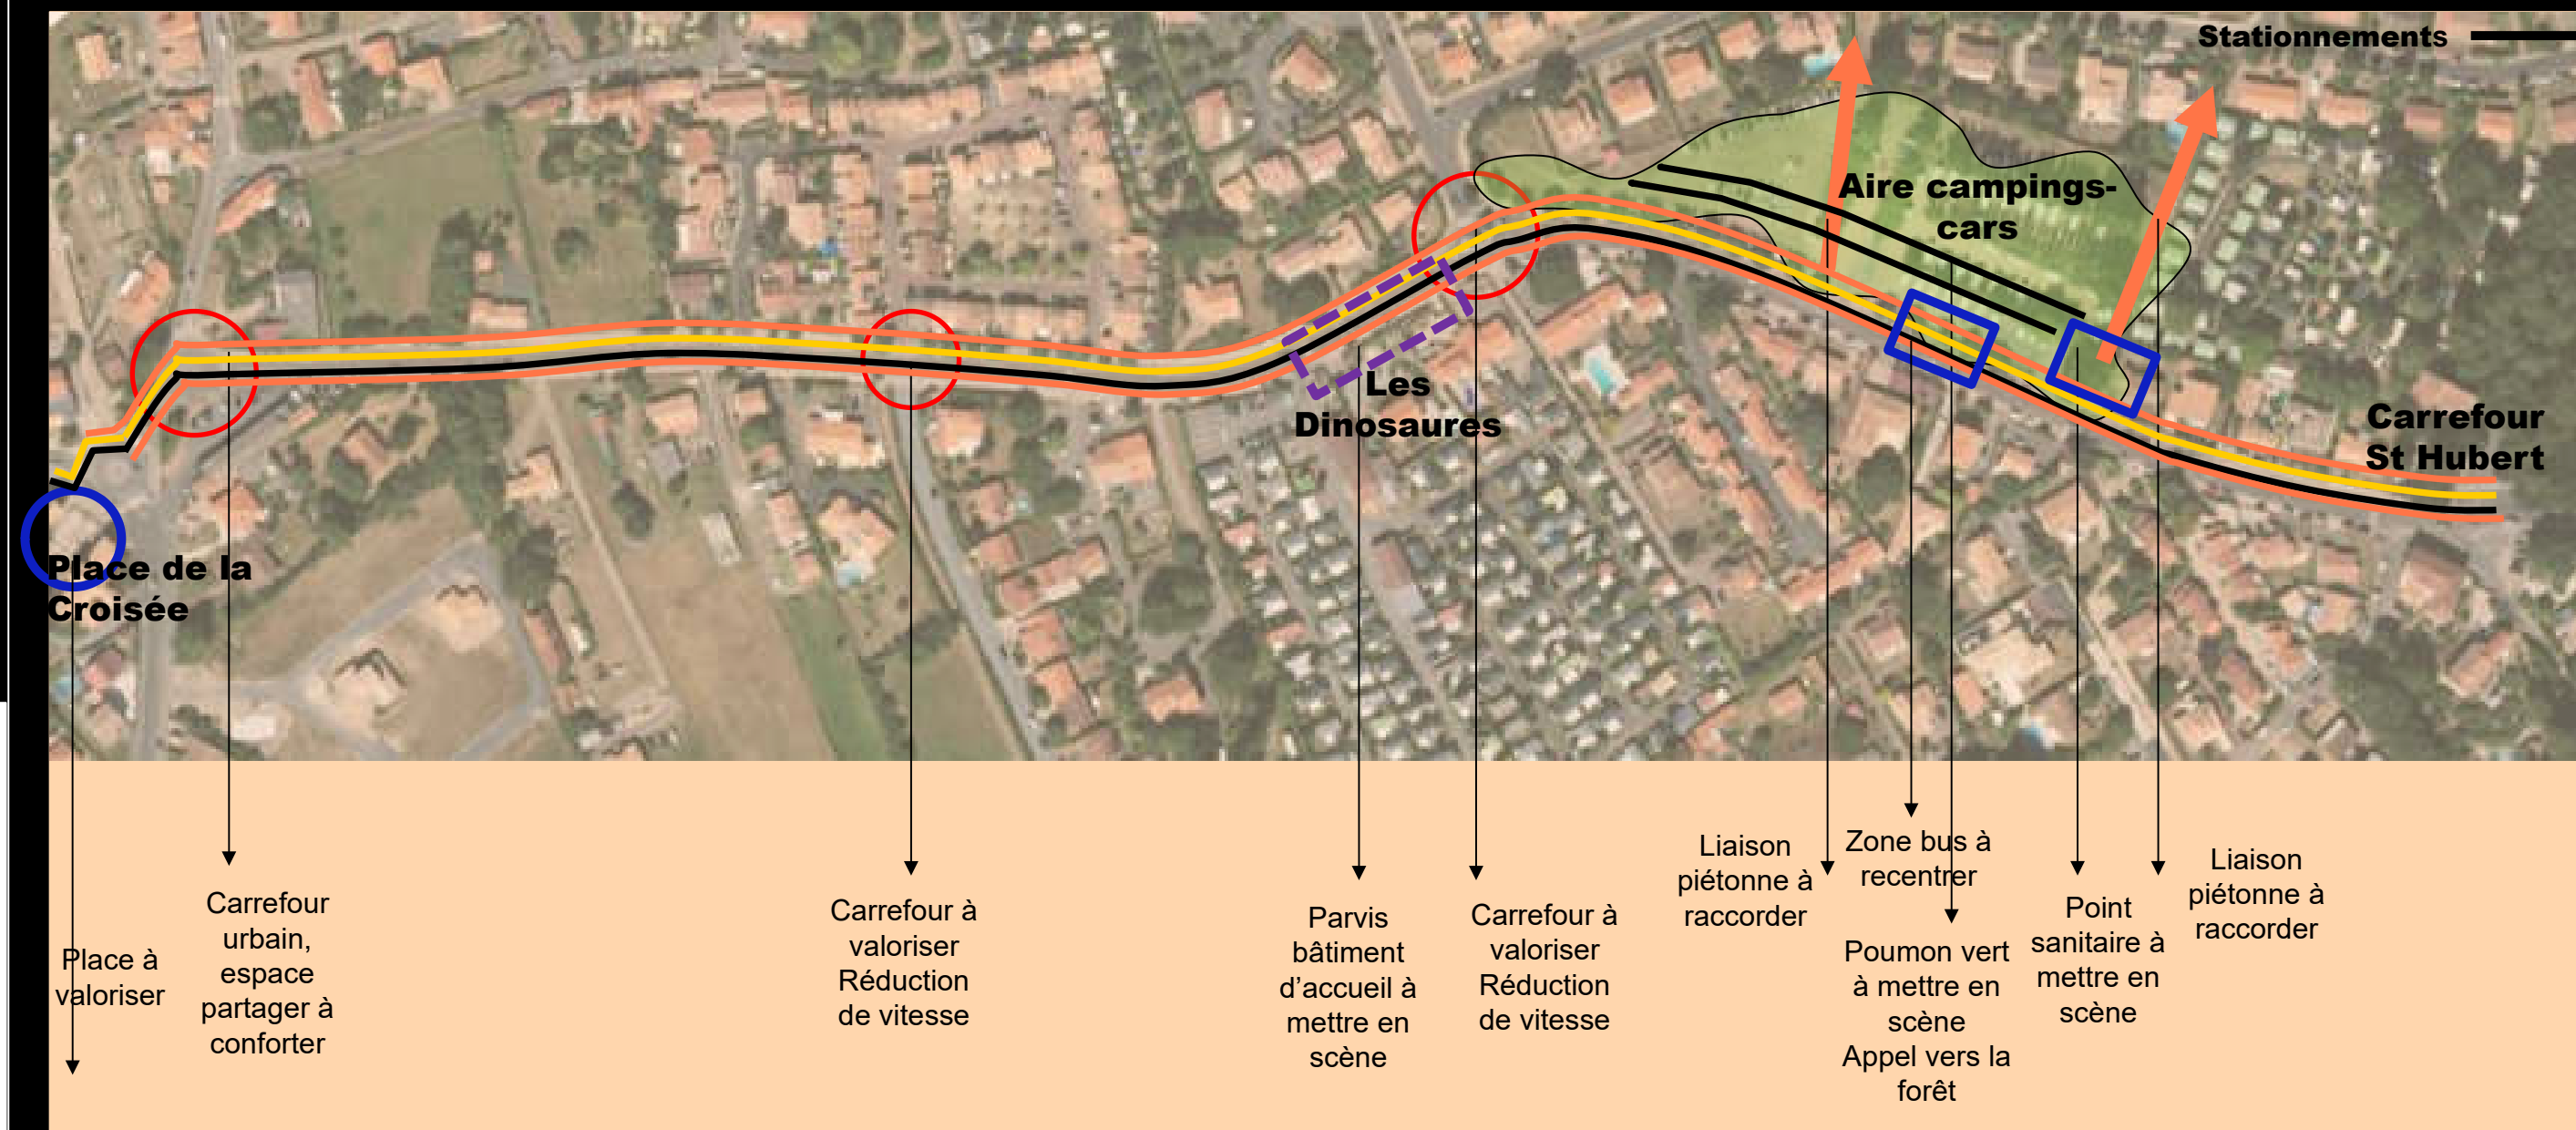 Stationnements
Aire campings-
cars
Les
Dinosaures
Carrefour
St Hubert
Place de la
Croisée
Place à
valoriser
Carrefour
urbain,
espace
partager à
conforter
Carrefour à
valoriser
Réduction
de vitesse
Parvis
bâtiment
d’accueil à
mettre en
scène
Carrefour à
valoriser
Réduction
de vitesse
Liaison
piétonne à
raccorder
Zone bus à
recentrer
Poumon vert
à mettre en
scène
Appel vers la
forêt
Point
sanitaire à
mettre en
scène
Liaison
piétonne à
raccorder